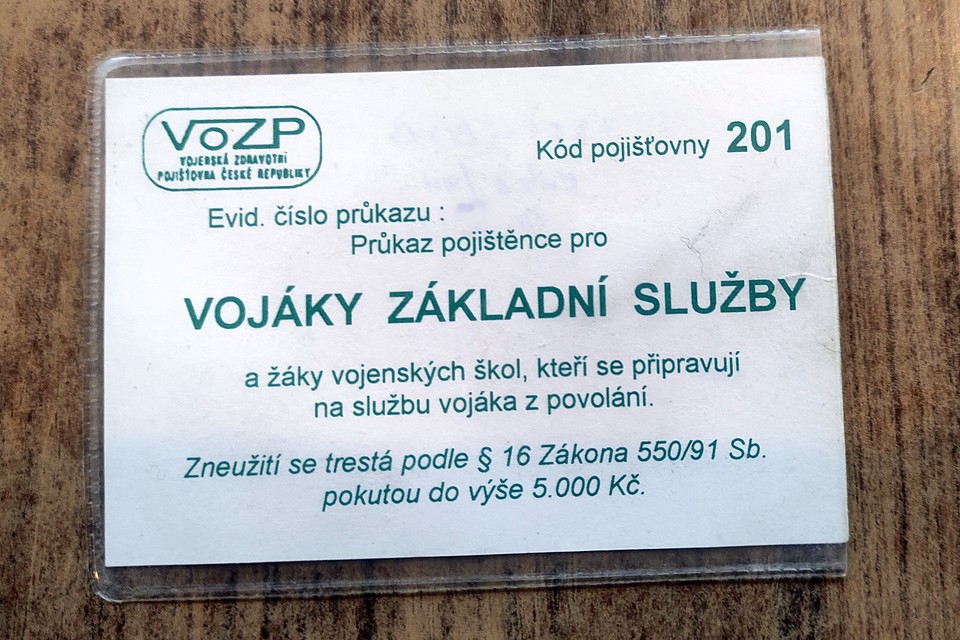 VoZP
VOJENSKÁ ZDRAVOTNÍ
POJIŠŤOVNA ČESKÉ REPUBLIKY
Kód pojišťovny 201
Evid. číslo průkazu :
Průkaz pojištěnce pro
VOJÁKY ZÁKLADNÍ SLUŽBY
a žáky vojenských škol, kteří se připravují
na službu vojáka z povolání.
Zneužití se trestá podle § 16 Zákona 550/91 Sb.
pokutou do výše 5.000 Kč.